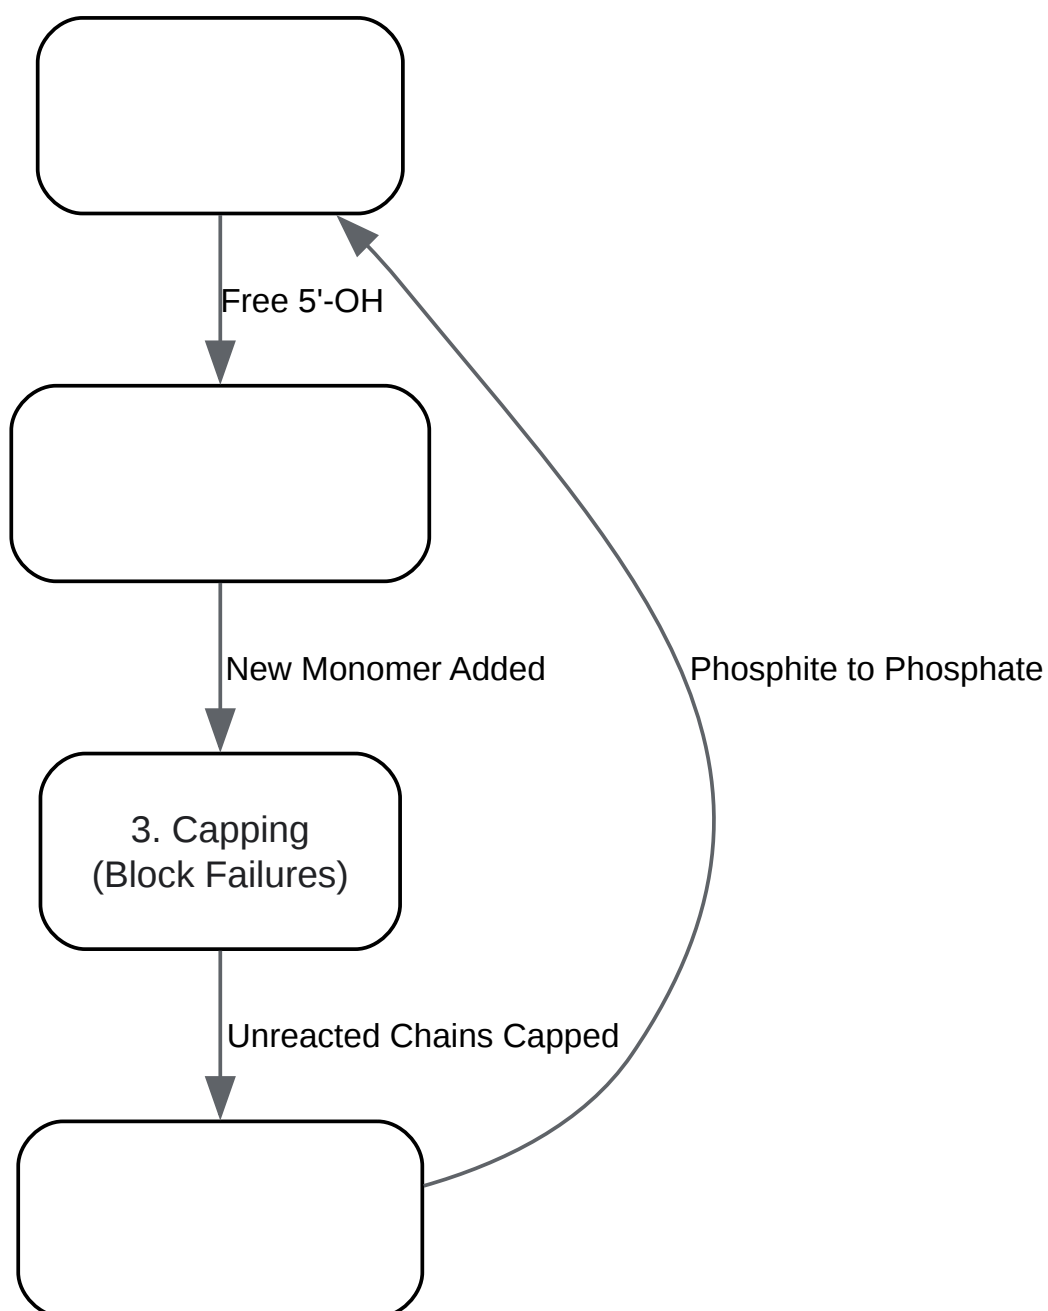 Free 5'-OH
New Monomer Added
Phosphite to Phosphate
3. Capping
(Block Failures)
Unreacted Chains Capped